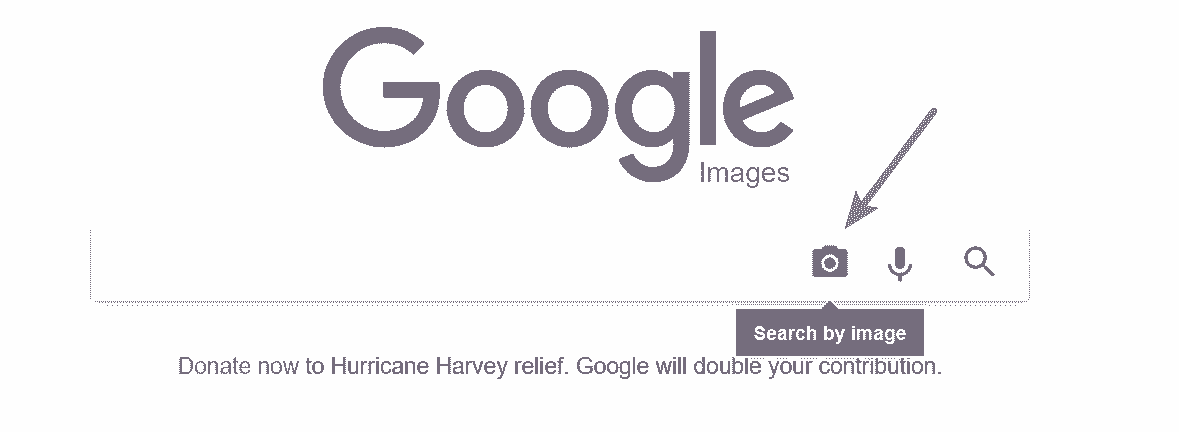 Google
Images
Search by image
Donate now to Hurricane Harvey relief. Google will double your contribution.